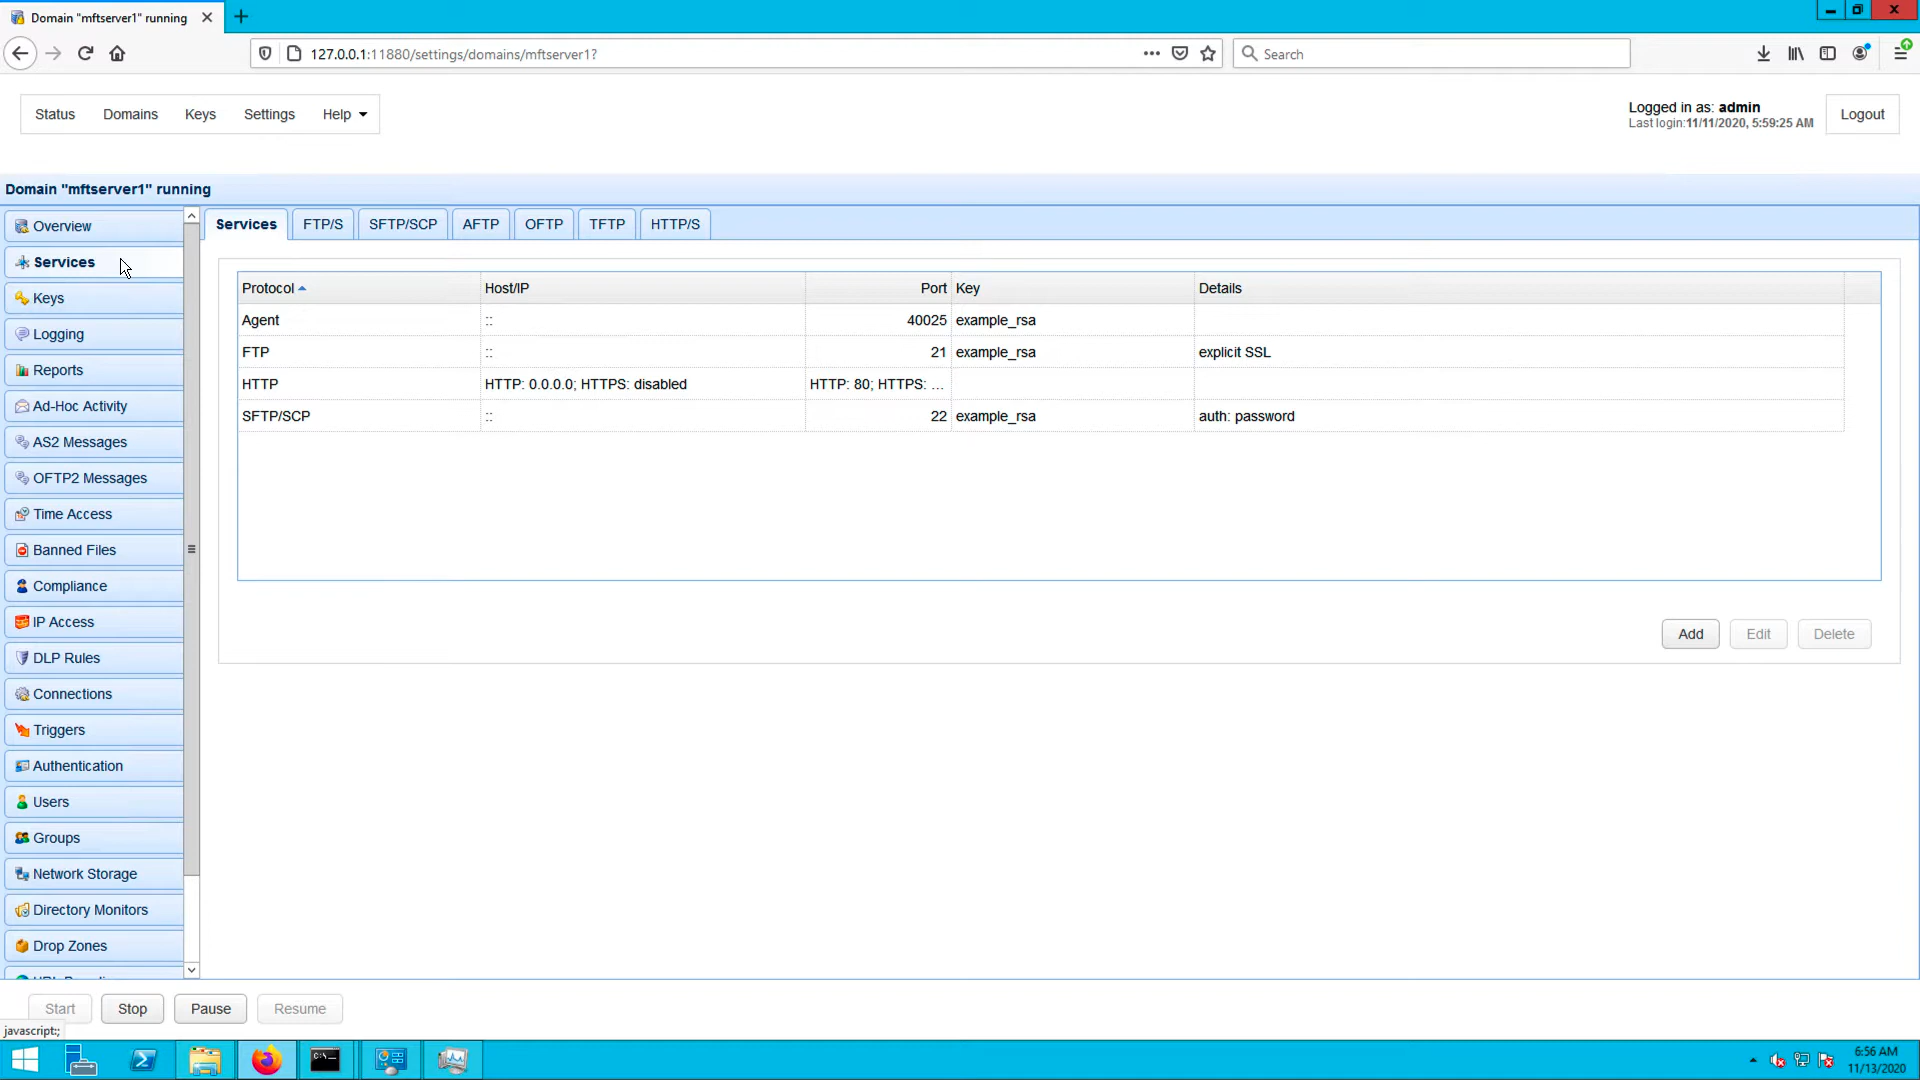 Domain "mftserver1" running
127.0.0.1:11880/settings/domains/mftserver1?
Search
Status Domains Keys Settings Help
Logged in as: admin
Last login:11/11/2020, 5:59:25 AM
Logout
Domain "mftserver1" running
Overview
Services
Keys
Logging
Reports
Ad-Hoc Activity
AS2 Messages
OFTP2 Messages
Time Access
Banned Files
Compliance
IP Access
DLP Rules
Connections
Triggers
Authentication
Users
Groups
Network Storage
Directory Monitors
Drop Zones
Services FTP/S SFTP/SCP AFTP OFTP TFTP HTTP/S
Protocol Host/IP Port Key Details
Agent :: 40025 example_rsa
FTP :: 21 example_rsa explicit SSL
HTTP HTTP: 0.0.0.0; HTTPS: disabled HTTP: 80; HTTPS: ...
SFTP/SCP :: 22 example_rsa auth: password
Add Edit Delete
Start Stop Pause Resume
javascript:;
6:56 AM
11/13/2020